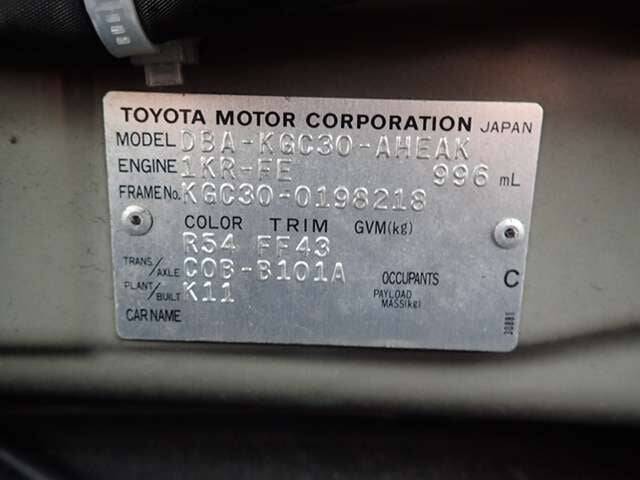 TOYOTA MOTOR CORPORATION JAPAN
MODEL DBA-KGC30-AHEAK
ENGINE 1KR-FE 996 mL
FRAME No. KGC30-0198218
COLOR TRIM GVM(kg)
R54 FF43
TRANS/AXLE C0B-B101A OCCUPANTS C
PLANT/BUILT K11 PAYLOAD MASS(kg)
CAR NAME